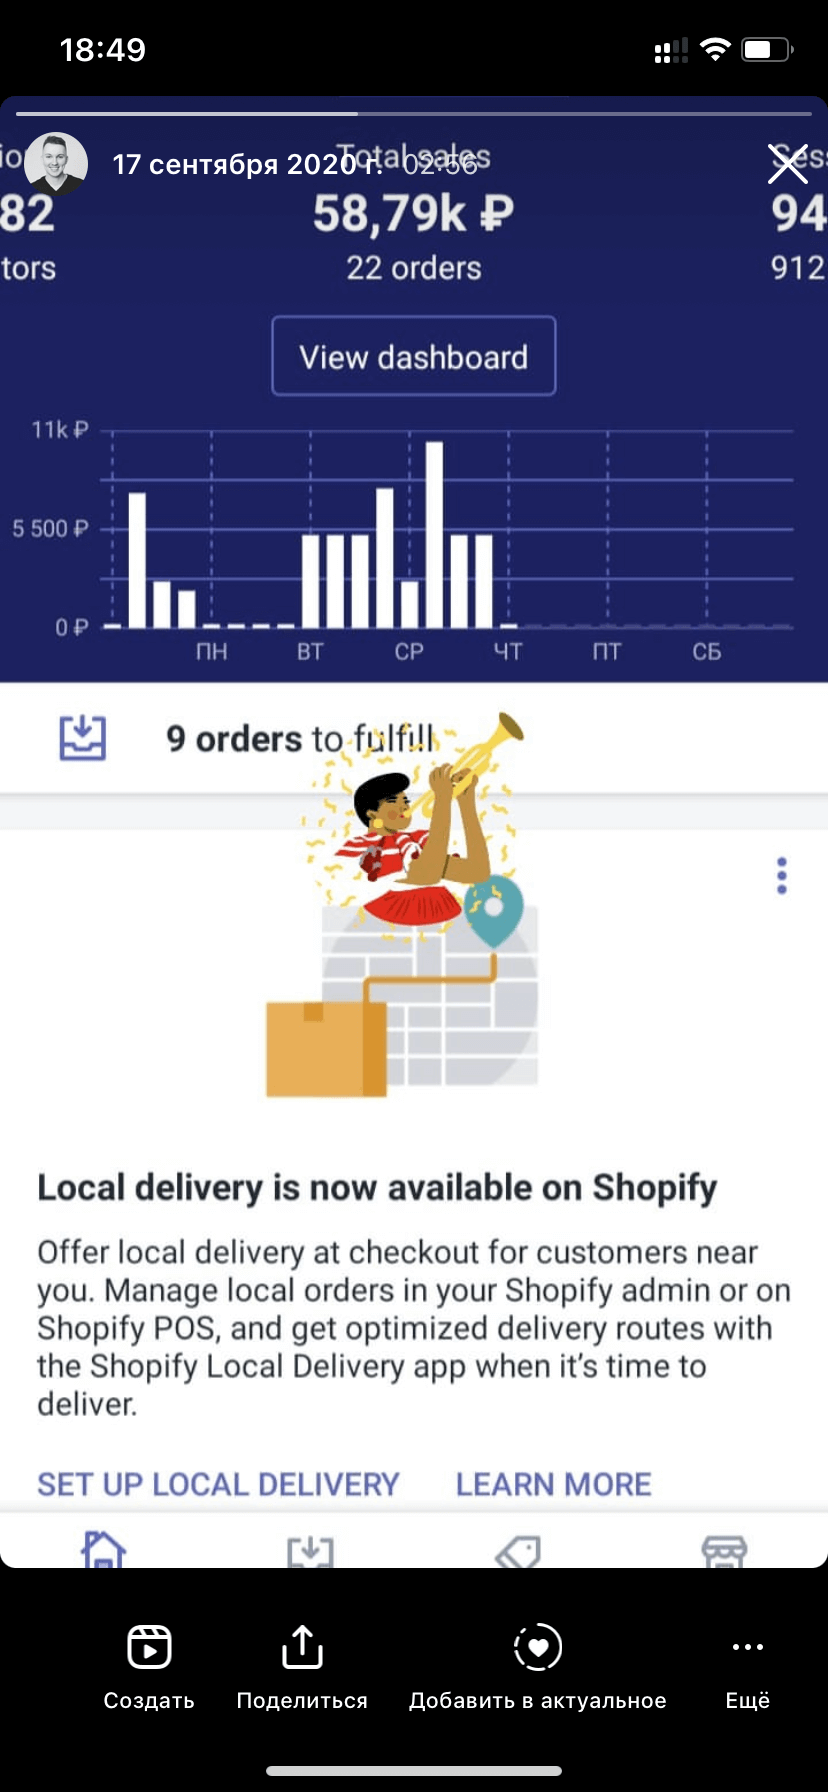 18:49
17 сентября 2020 г. 02:56
Total sales
Ses
82
58,79k ₽
94
tors
22 orders
912
View dashboard
11k ₽
5 500 ₽
0 ₽
ПН ВТ СР ЧТ ПТ СБ
9 orders to fulfill
Local delivery is now available on Shopify
Offer local delivery at checkout for customers near
you. Manage local orders in your Shopify admin or on
Shopify POS, and get optimized delivery routes with
the Shopify Local Delivery app when it's time to
deliver.
SET UP LOCAL DELIVERY LEARN MORE
Создать Поделиться Добавить в актуальное Ещё